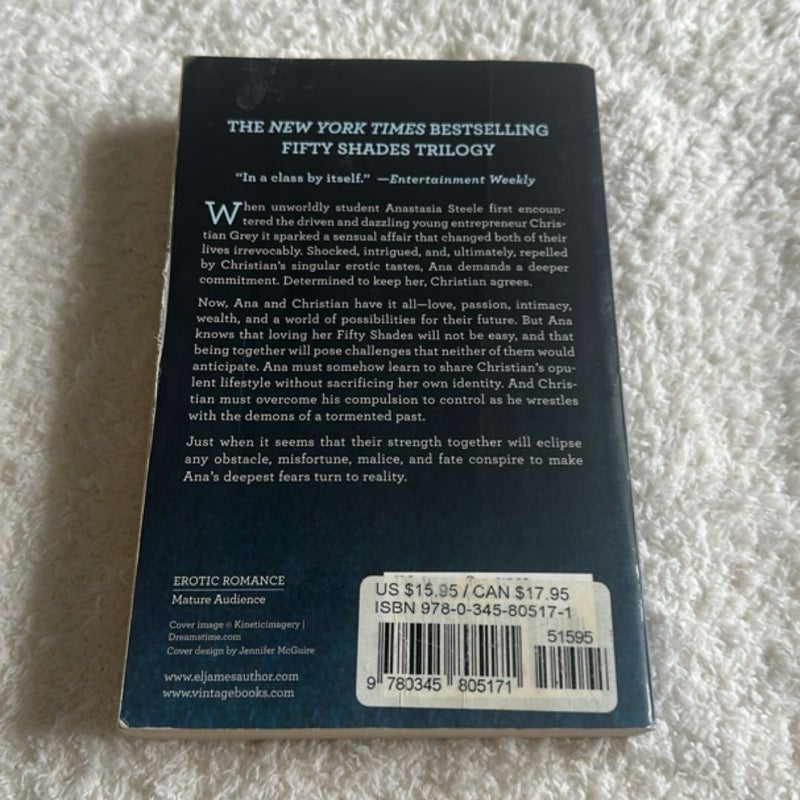 THE NEW YORK TIMES BESTSELLING
FIFTY SHADES TRILOGY
“In a class by itself.” —Entertainment Weekly
When unworldly student Anastasia Steele first encoun-
tered the driven and dazzling young entrepreneur Chris-
tian Grey it sparked a sensual affair that changed both of their
lives irrevocably. Shocked, intrigued, and, ultimately, repelled
by Christian’s singular erotic tastes, Ana demands a deeper
commitment. Determined to keep her, Christian agrees.
Now, Ana and Christian have it all—love, passion, intimacy,
wealth, and a world of possibilities for their future. But Ana
knows that loving her Fifty Shades will not be easy, and that
being together will pose challenges that neither of them would
anticipate. Ana must somehow learn to share Christian’s opu-
lent lifestyle without sacrificing her own identity. And Chris-
tian must overcome his compulsion to control as he wrestles
with the demons of a tormented past.
Just when it seems that their strength together will eclipse
any obstacle, misfortune, malice, and fate conspire to make
Ana’s deepest fears turn to reality.
EROTIC ROMANCE
Mature Audience
Cover image © Kineticimagery |
Dreamstime.com
Cover design by Jennifer McGuire
www.eljamesauthor.com
www.vintagebooks.com
US $15.95 / CAN $17.95
ISBN 978-0-345-80517-1
51595
9 780345 805171